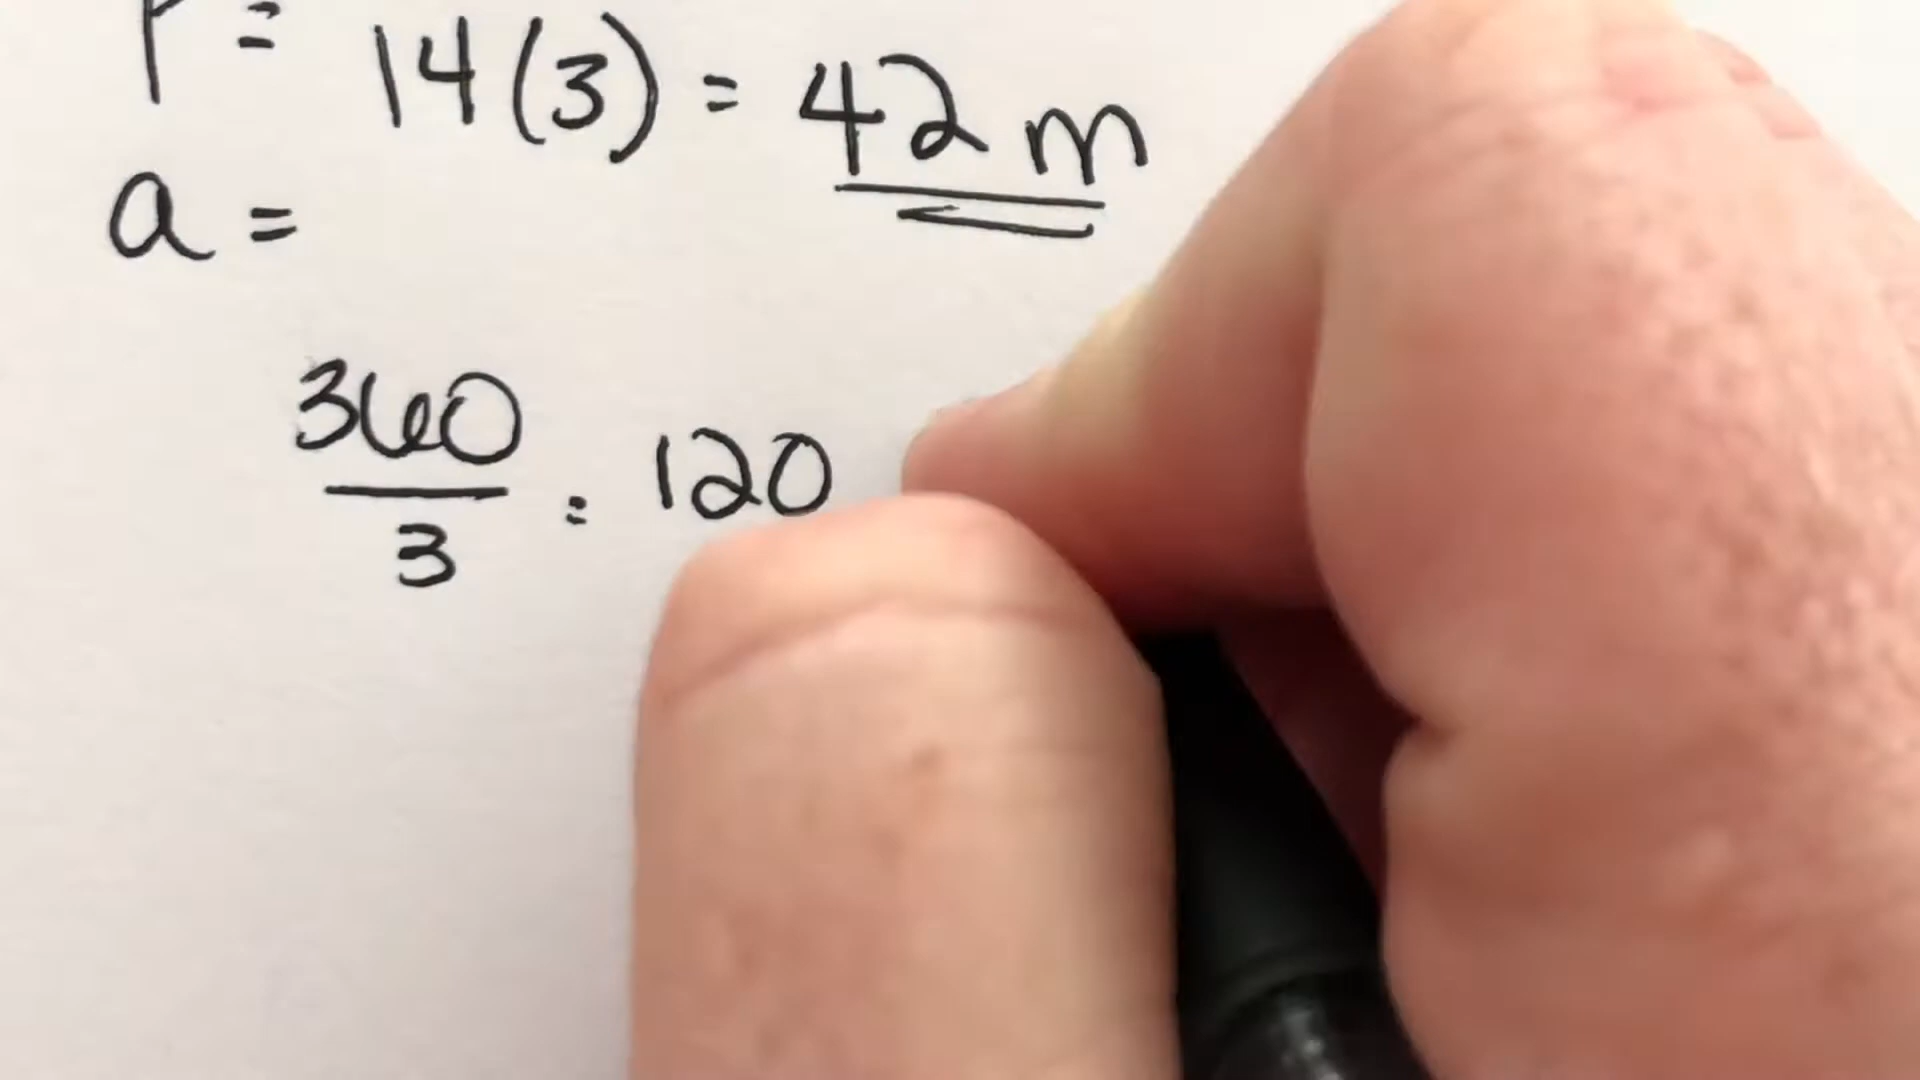 P = 14(3) = 42 m
a =
360
3 = 120